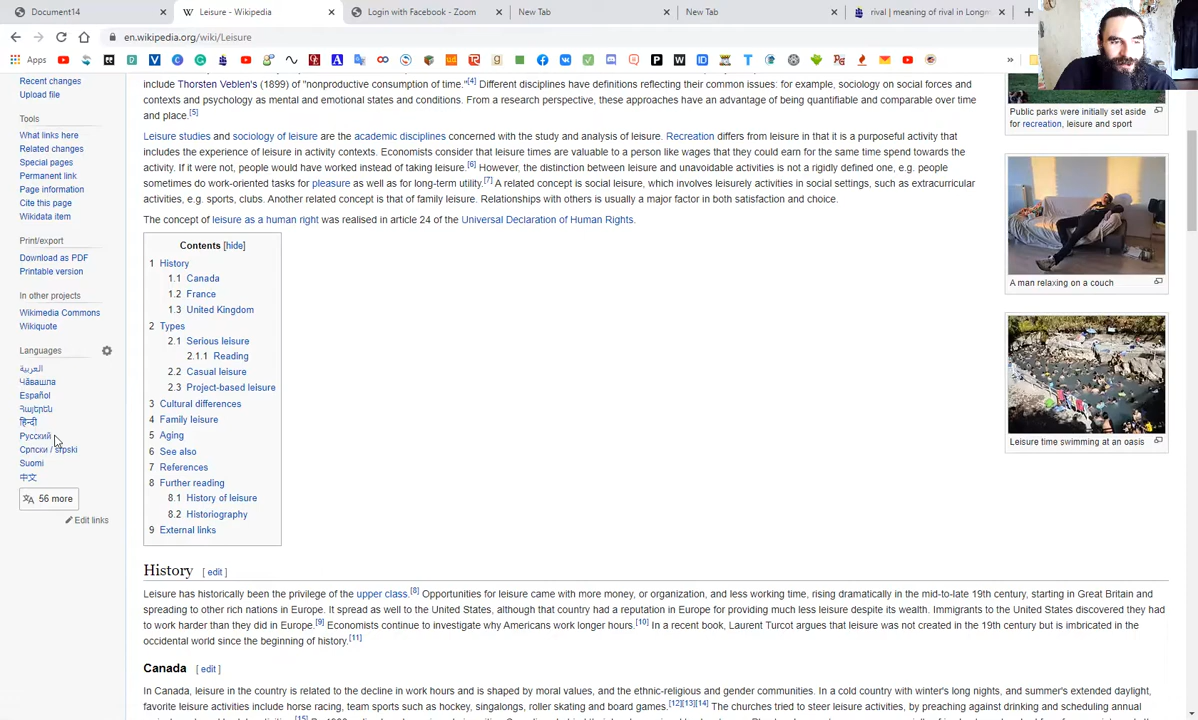 Document14
Leisure - Wikipedia
Login with Facebook - Zoom
New Tab
New Tab
rival | meaning of rival in Longm
en.wikipedia.org/wiki/Leisure
Apps
Recent changes
Upload file
Tools
What links here
Related changes
Special pages
Permanent link
Page information
Cite this page
Wikidata item
Print/export
Download as PDF
Printable version
In other projects
Wikimedia Commons
Wikiquote
Languages
العربية
Чӑвашла
Español
Հայերեն
हिन्दी
Русский
Српски / srpski
Suomi
中文
56 more
Edit links
include Thorsten Veblen's (1899) of "nonproductive consumption of time."[4] Different disciplines have definitions reflecting their common issues: for example, sociology on social forces and
contexts and psychology as mental and emotional states and conditions. From a research perspective, these approaches have an advantage of being quantifiable and comparable over time
and place.[5]
Leisure studies and sociology of leisure are the academic disciplines concerned with the study and analysis of leisure. Recreation differs from leisure in that it is a purposeful activity that
includes the experience of leisure in activity contexts. Economists consider that leisure times are valuable to a person like wages that they could earn for the same time spend towards the
activity. If it were not, people would have worked instead of taking leisure.[6] However, the distinction between leisure and unavoidable activities is not a rigidly defined one, e.g. people
sometimes do work-oriented tasks for pleasure as well as for long-term utility.[7] A related concept is social leisure, which involves leisurely activities in social settings, such as extracurricular
activities, e.g. sports, clubs. Another related concept is that of family leisure. Relationships with others is usually a major factor in both satisfaction and choice.
The concept of leisure as a human right was realised in article 24 of the Universal Declaration of Human Rights.
Contents [hide]
1 History
1.1 Canada
1.2 France
1.3 United Kingdom
2 Types
2.1 Serious leisure
2.1.1 Reading
2.2 Casual leisure
2.3 Project-based leisure
3 Cultural differences
4 Family leisure
5 Aging
6 See also
7 References
8 Further reading
8.1 History of leisure
8.2 Historiography
9 External links
Public parks were initially set aside
for recreation, leisure and sport
A man relaxing on a couch
Leisure time swimming at an oasis
History [ edit ]
Leisure has historically been the privilege of the upper class.[8] Opportunities for leisure came with more money, or organization, and less working time, rising dramatically in the mid-to-late 19th century, starting in Great Britain and
spreading to other rich nations in Europe. It spread as well to the United States, although that country had a reputation in Europe for providing much less leisure despite its wealth. Immigrants to the United States discovered they had
to work harder than they did in Europe.[9] Economists continue to investigate why Americans work longer hours.[10] In a recent book, Laurent Turcot argues that leisure was not created in the 19th century but is imbricated in the
occidental world since the beginning of history.[11]
Canada [ edit ]
In Canada, leisure in the country is related to the decline in work hours and is shaped by moral values, and the ethnic-religious and gender communities. In a cold country with winter's long nights, and summer's extended daylight,
favorite leisure activities include horse racing, team sports such as hockey, singalongs, roller skating and board games.[12][13][14] The churches tried to steer leisure activities, by preaching against drinking and scheduling annual